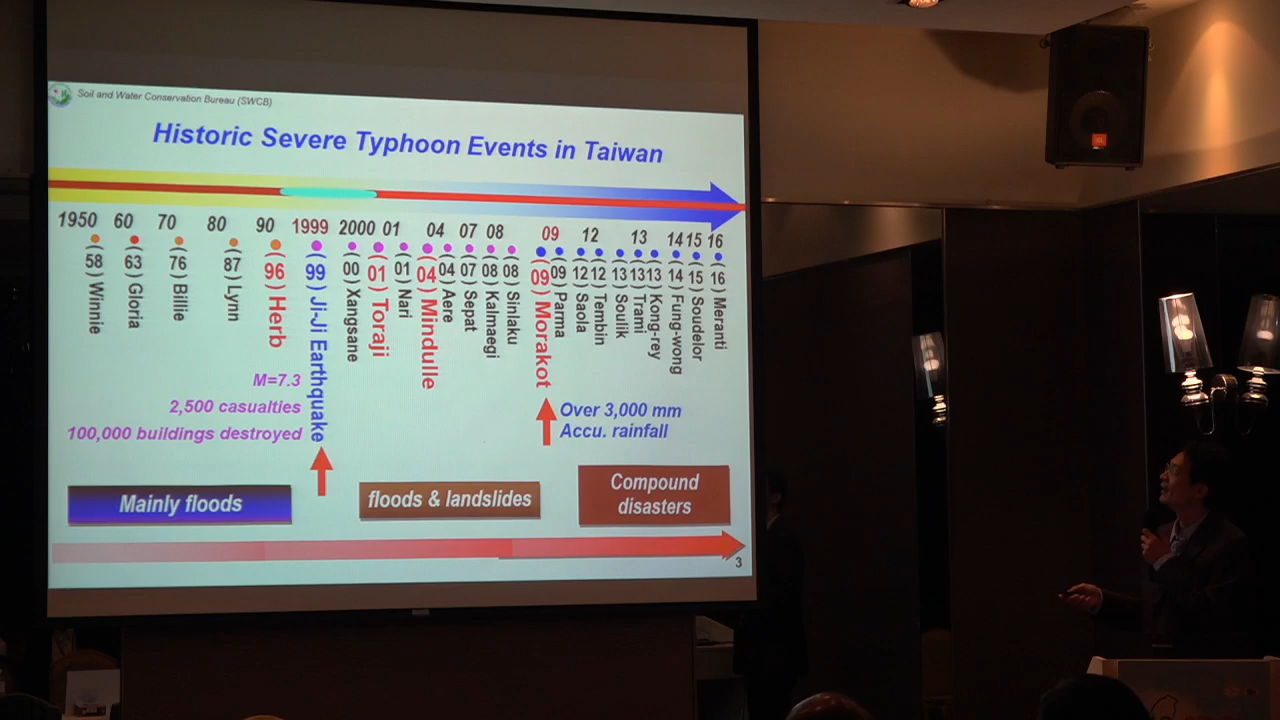 Soil and Water Conservation Bureau (SWCB)
Historic Severe Typhoon Events in Taiwan
1950 60 70 80 90 1999 2000 01 04 07 08 09 12 13 14 15 16
(58) Winnie
(63) Gloria
(76) Billie
(87) Lynn
(96) Herb
(99) Ji-Ji Earthquake
(00) Xangsane
(01) Toraji
(01) Nari
(04) Mindulle
(04) Aere
(07) Sepat
(08) Kalmaegi
(08) Sinlaku
(09) Morakot
(09) Parma
(12) Saola
(12) Tembin
(13) Soulik
(13) Trami
(13) Kong-rey
(14) Fung-wong
(15) Soudelor
(16) Meranti
M=7.3
2,500 casualties
100,000 buildings destroyed
Over 3,000 mm
Accu. rainfall
Mainly floods
floods & landslides
Compound
disasters
3